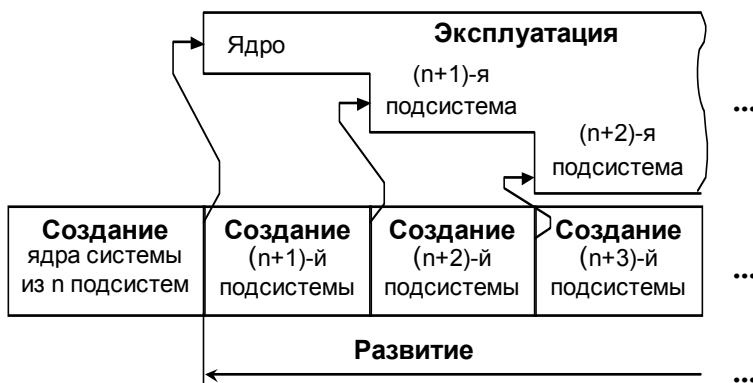 Ядро
Эксплуатация
(n+1)-я
подсистема
...
(n+2)-я
подсистема
Создание
ядра системы
из n подсистем
Создание
(n+1)-й
подсистемы
Создание
(n+2)-й
подсистемы
Создание
(n+3)-й
подсистемы
...
Развитие
...